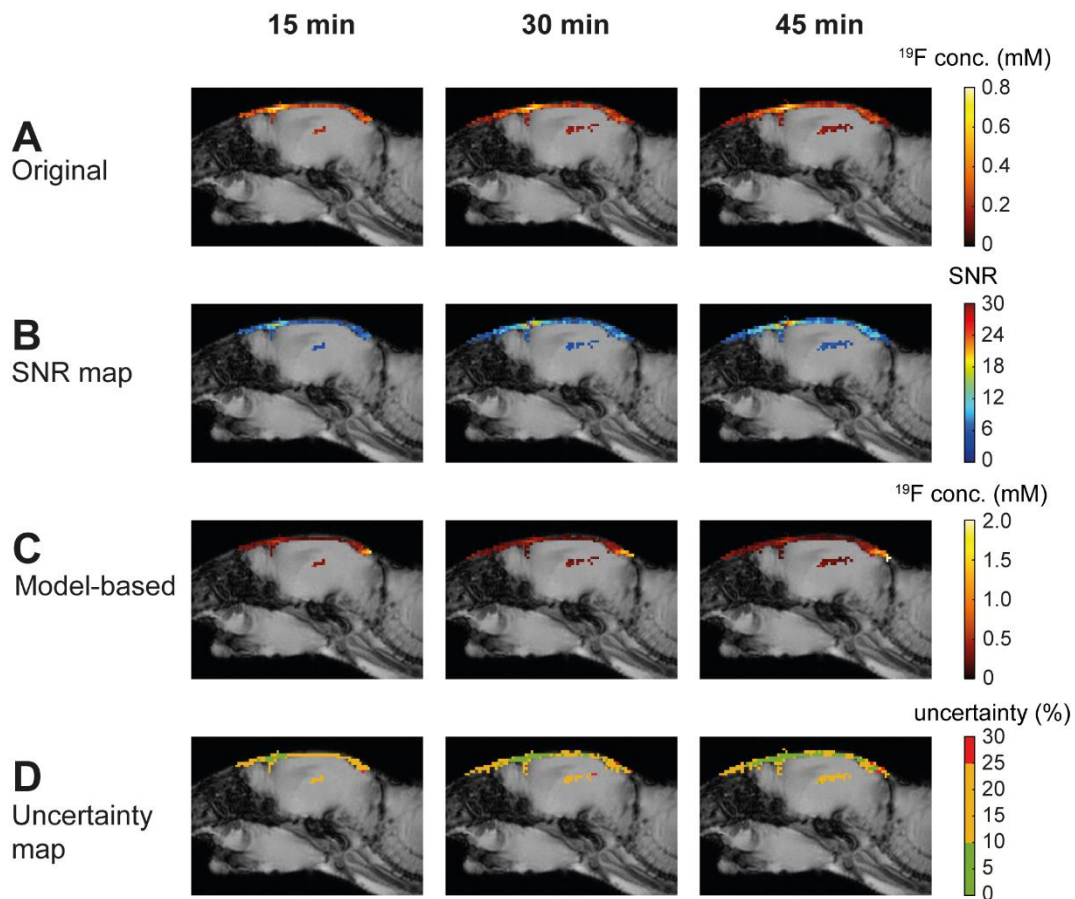 15 min 30 min 45 min
¹⁹F conc. (mM)
A
Original
0.8
0.6
0.4
0.2
0
SNR
B
SNR map
30
24
18
12
6
0
¹⁹F conc. (mM)
C
Model-based
2.0
1.5
1.0
0.5
0
uncertainty (%)
D
Uncertainty
map
30
25
20
15
10
5
0